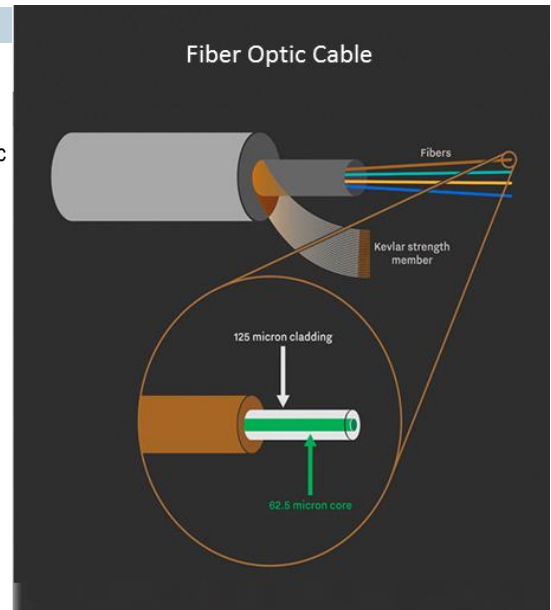 Fiber Optic Cable
c
Fibers
Kevlar strength
member
125 micron cladding
62.5 micron core